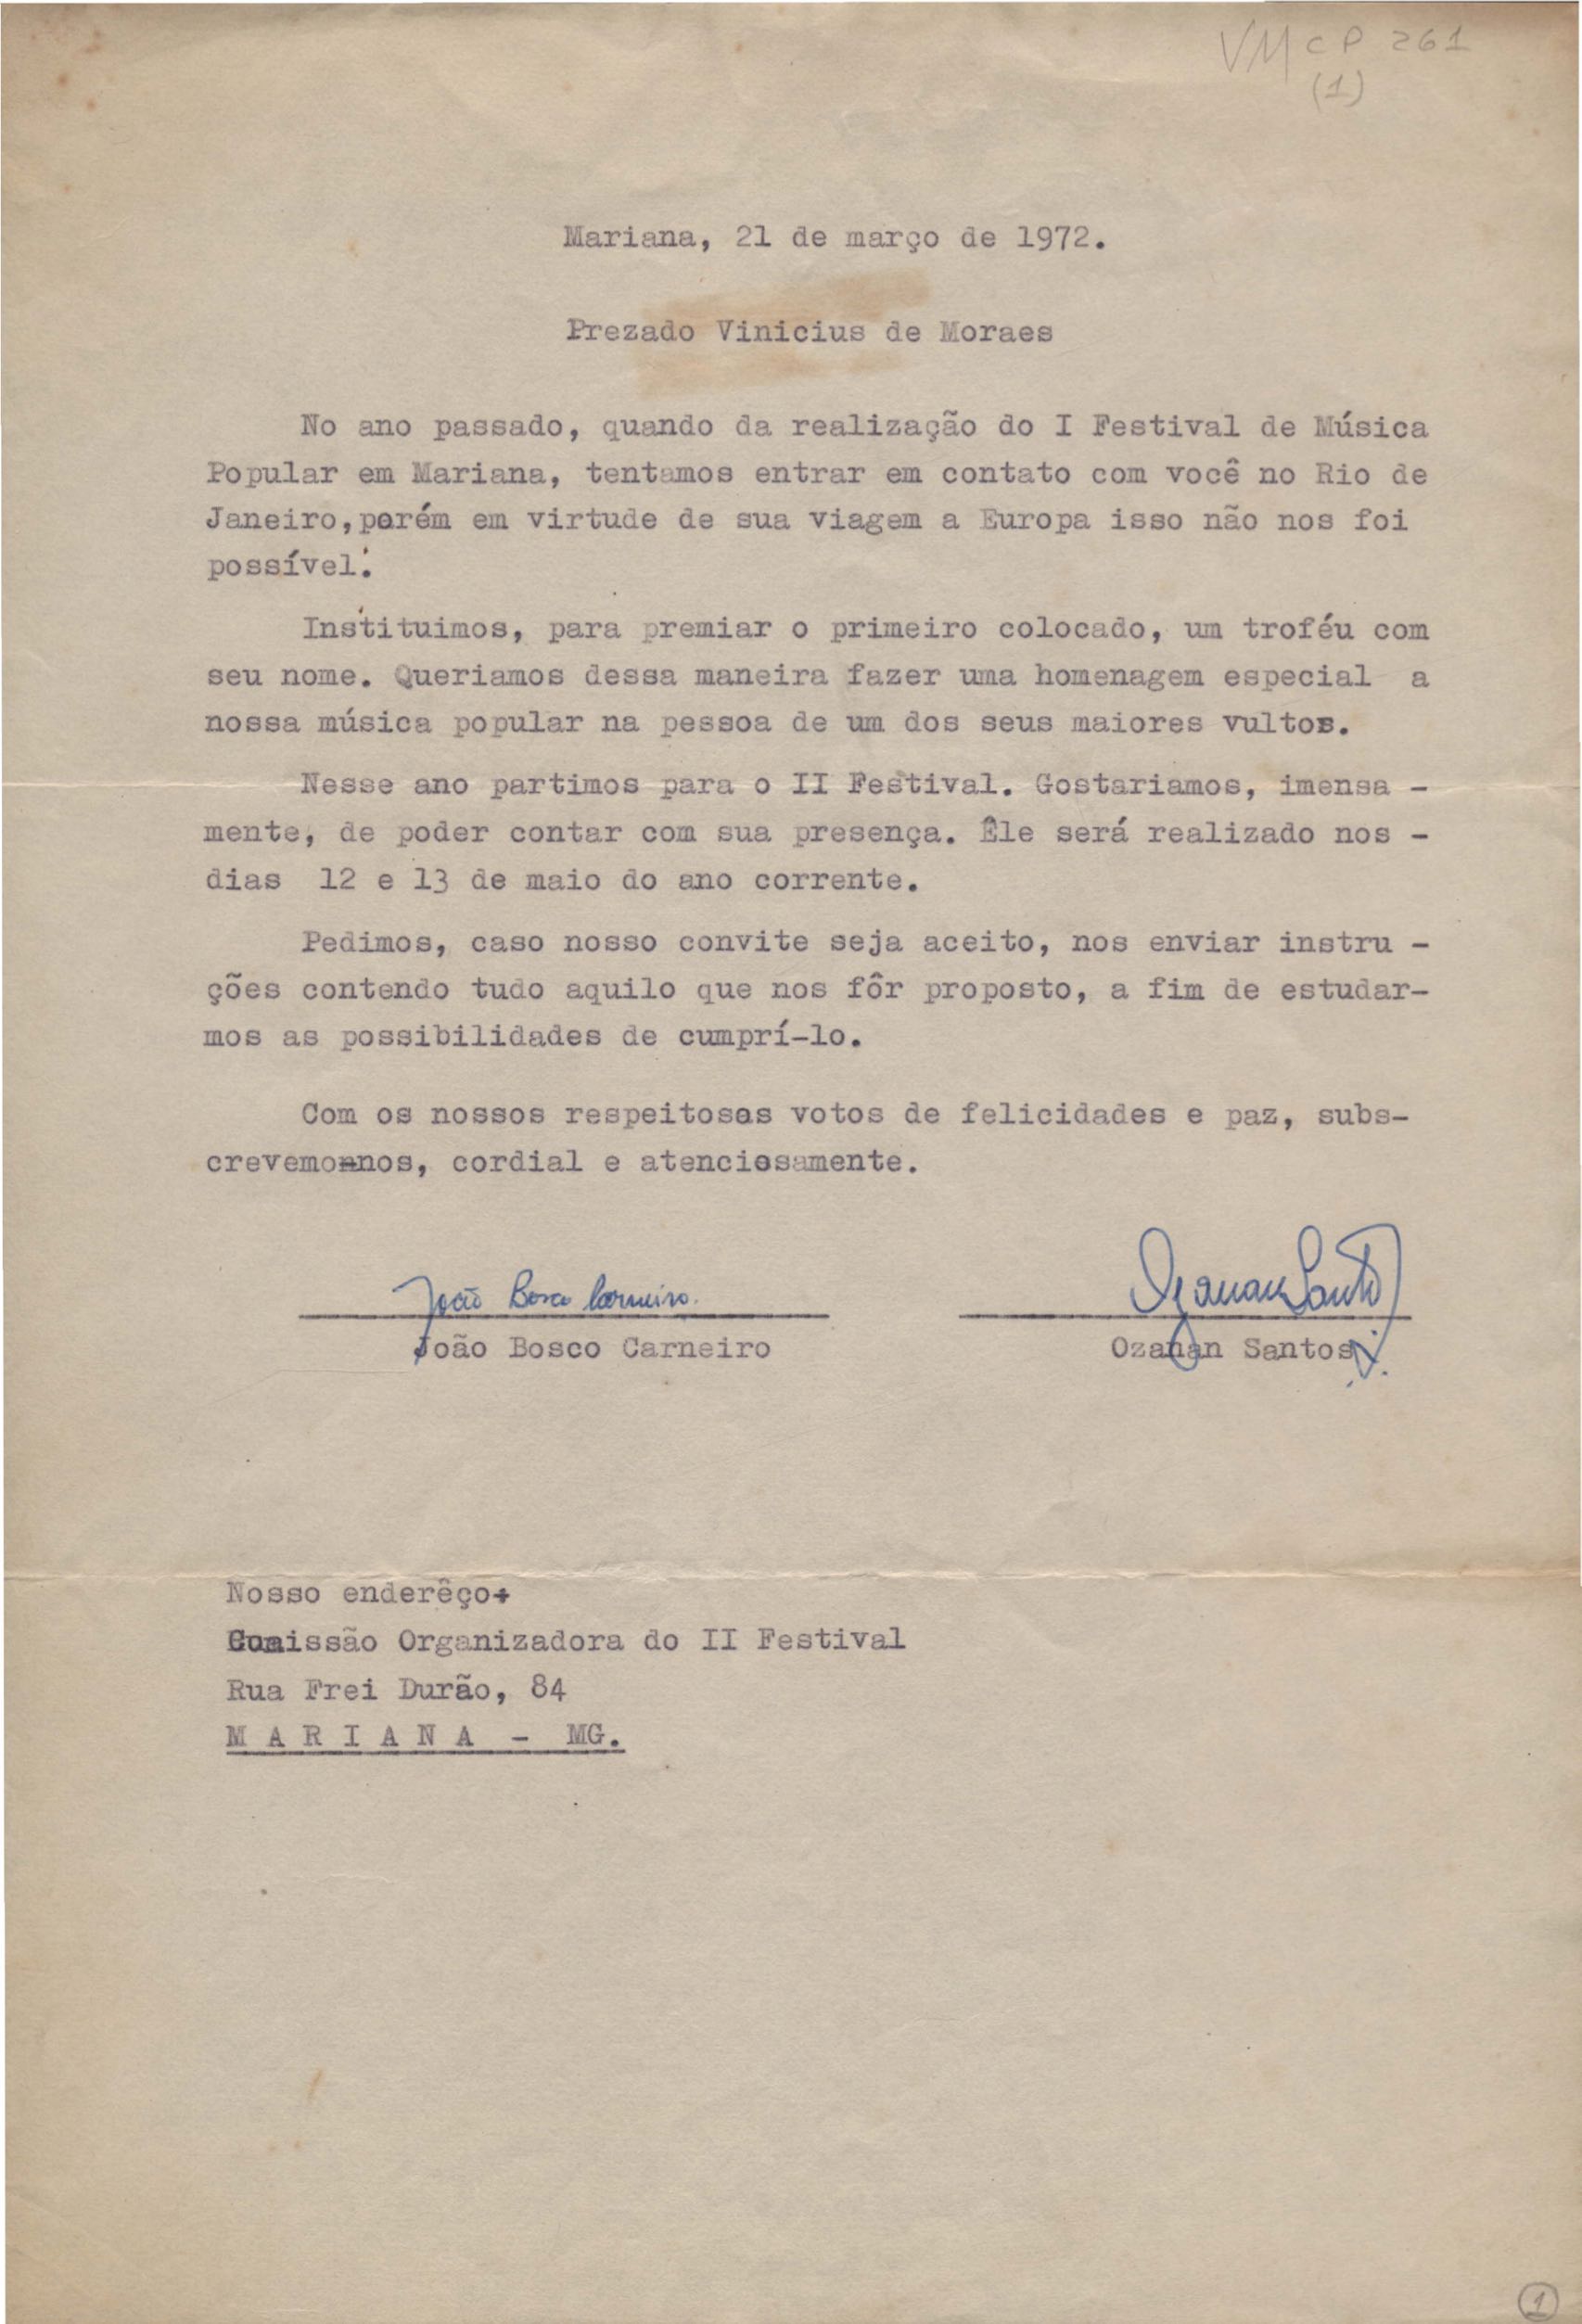 VMCP 261
(1)
Mariana, 21 de março de 1972.
Prezado Vinicius de Moraes
No ano passado, quando da realização do I Festival de Música
Popular em Mariana, tentamos entrar em contato com você no Rio de
Janeiro, porém em virtude de sua viagem a Europa isso não nos foi
possível.
Instituimos, para premiar o primeiro colocado, um troféu com
seu nome. Queriamos dessa maneira fazer uma homenagem especial a
nossa música popular na pessoa de um dos seus maiores vultos.
Nesse ano partimos para o II Festival. Gostariamos, imensa -
mente, de poder contar com sua presença. Êle será realizado nos -
dias 12 e 13 de maio do ano corrente.
Pedimos, caso nosso convite seja aceito, nos enviar instru -
ções contendo tudo aquilo que nos fôr proposto, a fim de estudar-
mos as possibilidades de cumprí-lo.
Com os nossos respeitosos votos de felicidades e paz, subs-
crevemo-nos, cordial e atenciosamente.
João Bosco Carneiro. Ozanan Santos
João Bosco Carneiro Ozanan Santos
Nosso enderêço:
Comissão Organizadora do II Festival
Rua Frei Durão, 84
M A R I A N A - MG.
1